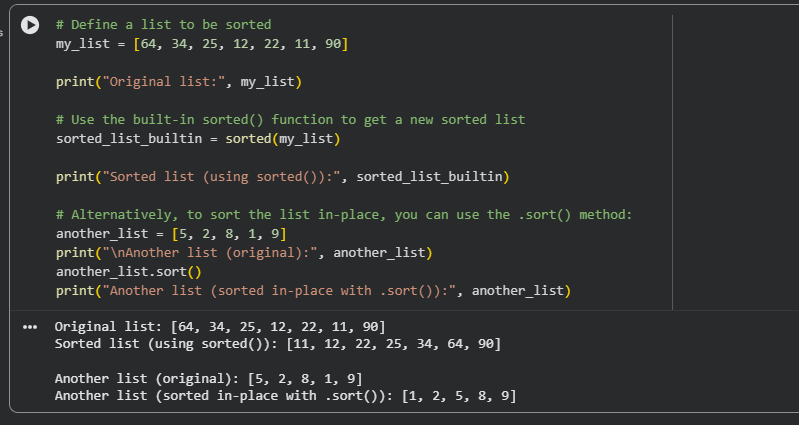 # Define a list to be sorted
my_list = [64, 34, 25, 12, 22, 11, 90]
print("Original list:", my_list)
# Use the built-in sorted() function to get a new sorted list
sorted_list_builtin = sorted(my_list)
print("Sorted list (using sorted()):", sorted_list_builtin)
# Alternatively, to sort the list in-place, you can use the .sort() method:
another_list = [5, 2, 8, 1, 9]
print("\nAnother list (original):", another_list)
another_list.sort()
print("Another list (sorted in-place with .sort()):", another_list)
Original list: [64, 34, 25, 12, 22, 11, 90]
Sorted list (using sorted()): [11, 12, 22, 25, 34, 64, 90]
Another list (original): [5, 2, 8, 1, 9]
Another list (sorted in-place with .sort()): [1, 2, 5, 8, 9]